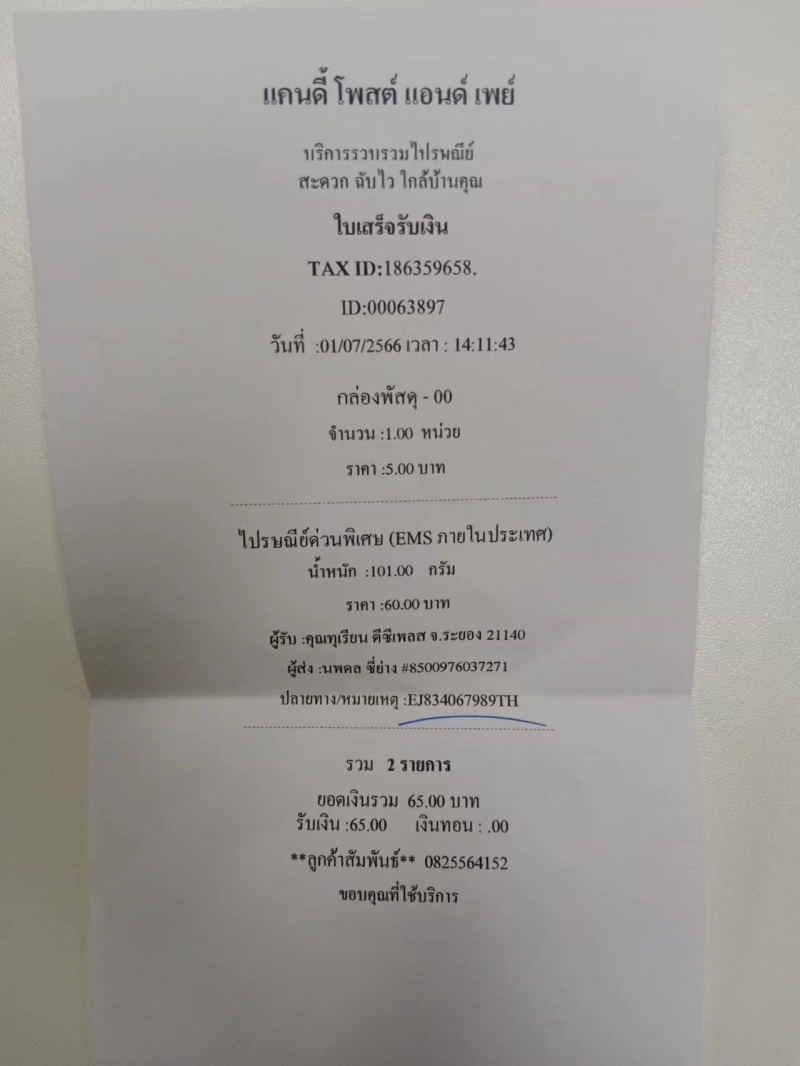 แคนดี้ โพสต์ แอนด์ เพย์
บริการรวบรวมไปรษณีย์
สะดวก ฉับไว ใกล้บ้านคุณ
ใบเสร็จรับเงิน
TAX ID:186359658.
ID:00063897
วันที่ :01/07/2566 เวลา : 14:11:43
กล่องพัสดุ - 00
จำนวน :1.00 หน่วย
ราคา :5.00 บาท
ไปรษณีย์ด่วนพิเศษ (EMS ภายในประเทศ)
น้ำหนัก :101.00 กรัม
ราคา :60.00 บาท
ผู้รับ :คุณทุเรียน ดีซีเพลส จ.ระยอง 21140
ผู้ส่ง :นพดล ซี่ย่าง #8500976037271
ปลายทาง/หมายเหตุ :EJ834067989TH
รวม 2 รายการ
ยอดเงินรวม 65.00 บาท
รับเงิน :65.00 เงินทอน : .00
**ลูกค้าสัมพันธ์** 0825564152
ขอบคุณที่ใช้บริการ